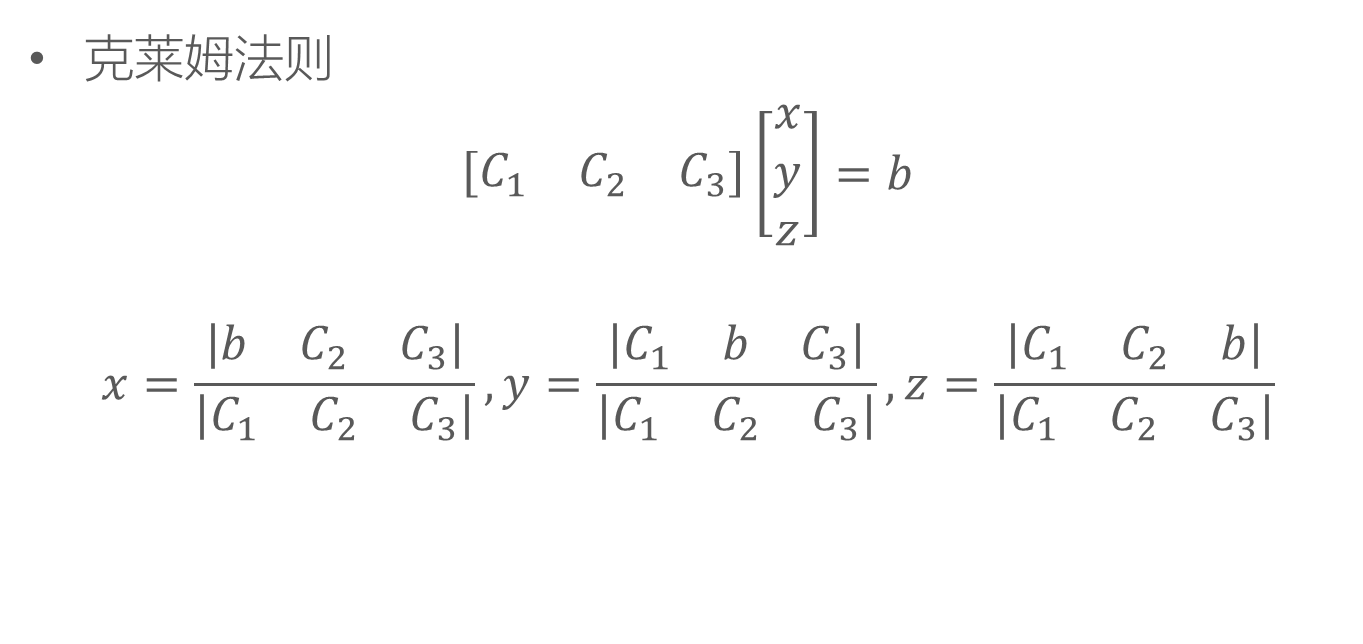 • 克莱姆法则
[C₁ C₂ C₃] [x y z] = b
x = |b C₂ C₃| / |C₁ C₂ C₃| , y = |C₁ b C₃| / |C₁ C₂ C₃| , z = |C₁ C₂ b| / |C₁ C₂ C₃|